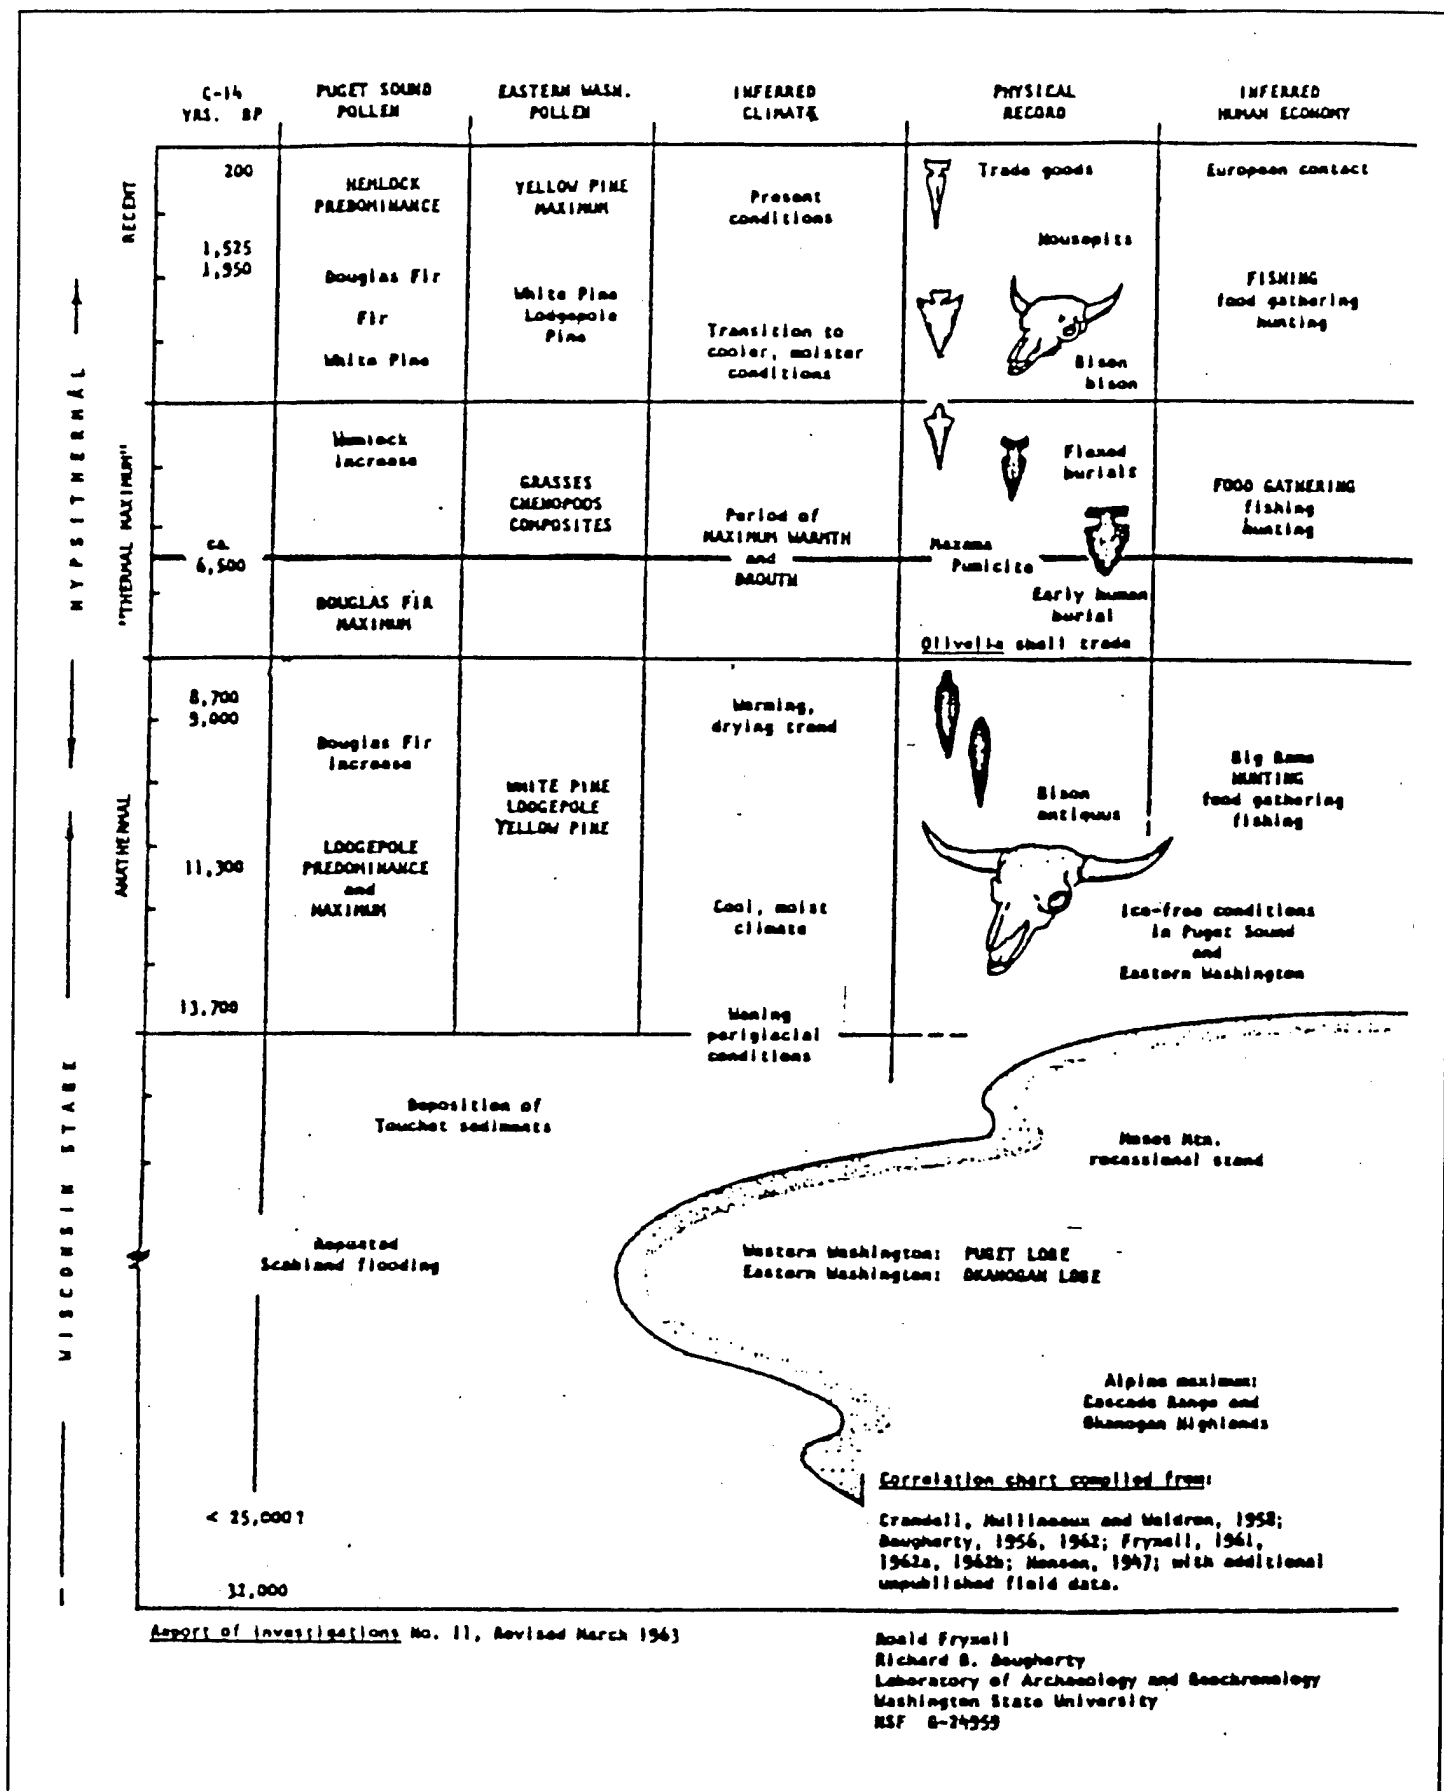 C-14
YRS. BP
PUGET SOUND
POLLEN
EASTERN WASH.
POLLEN
INFERRED
CLIMATE
PHYSICAL
RECORD
INFERRED
HUMAN ECONOMY
HYPSITHERMAL
WISCONSIN STAGE
RECENT
"THERMAL MAXIMUM"
ANATHERMAL
200
1,525
1,950
ca.
6,500
8,700
9,000
11,300
13,700
< 25,000?
32,000
HEMLOCK
PREDOMINANCE
Douglas Fir
Fir
White Pine
Hemlock
increase
DOUGLAS FIR
MAXIMUM
Douglas Fir
increase
LODGEPOLE
PREDOMINANCE
and
MAXIMUM
YELLOW PINE
MAXIMUM
White Pine
Lodgepole
Pine
GRASSES
CHENOPODS
COMPOSITES
WHITE PINE
LODGEPOLE
YELLOW PINE
Present
conditions
Transition to
cooler, moister
conditions
Period of
MAXIMUM WARMTH
and
DROUTH
Warming,
drying trend
Cool, moist
climate
Waning
periglacial
conditions
Trade goods
Housepits
Bison
bison
Flexed
burials
Mazama
Pumicite
Early human
burial
Olivella shell trade
Bison
antiquus
European contact
FISHING
food gathering
hunting
FOOD GATHERING
fishing
hunting
Big Game
HUNTING
food gathering
fishing
Ice-free conditions
in Puget Sound
and
Eastern Washington
Deposition of
Touchet sediments
Moses Mtn.
recessional stand
Repeated
Scabland flooding
Western Washington: PUGET LOBE
Eastern Washington: OKANOGAN LOBE
Alpine maximum:
Cascade Range and
Okanogan Highlands
Correlation chart compiled from:
Crandell, Mullineaux and Waldron, 1958;
Daugherty, 1956, 1962; Fryxell, 1961,
1962a, 1962b; Hansen, 1947; with additional
unpublished field data.
Report of Investigations No. 11, Revised March 1963
Roald Fryxell
Richard D. Daugherty
Laboratory of Archaeology and Geochronology
Washington State University
NSF G-24959